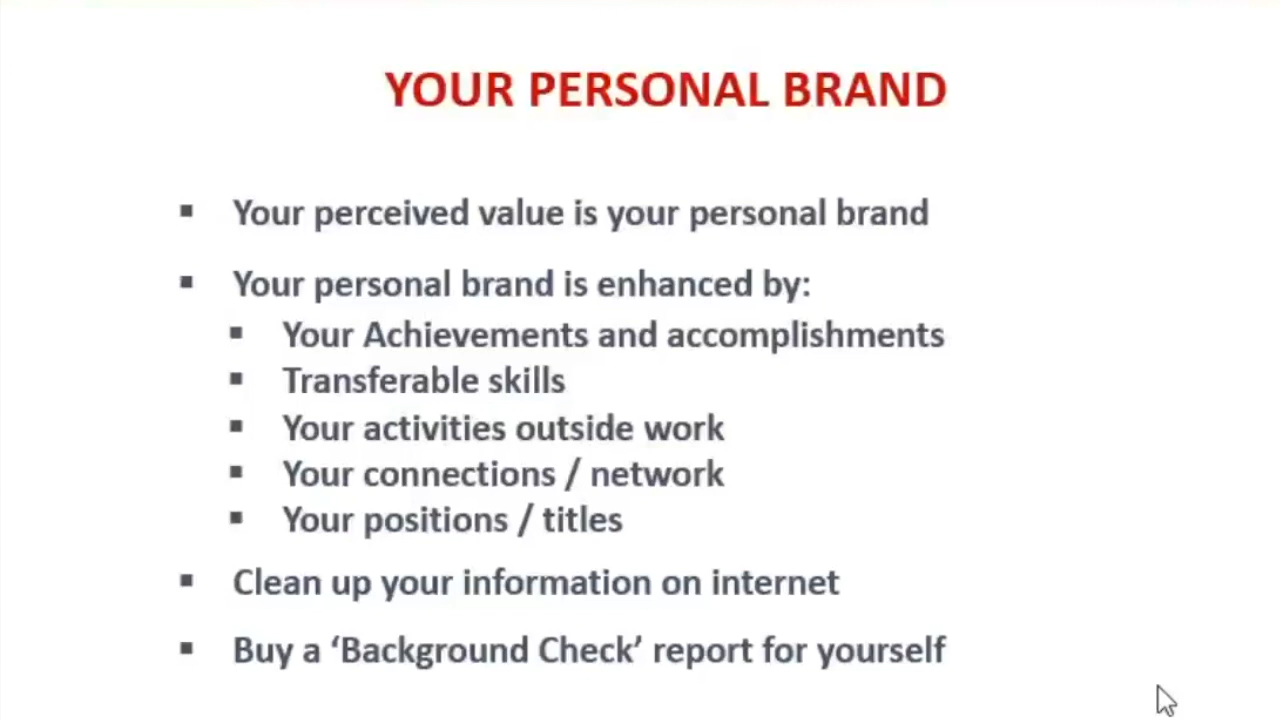 YOUR PERSONAL BRAND
▪ Your perceived value is your personal brand
▪ Your personal brand is enhanced by:
▪ Your Achievements and accomplishments
▪ Transferable skills
▪ Your activities outside work
▪ Your connections / network
▪ Your positions / titles
▪ Clean up your information on internet
▪ Buy a ‘Background Check’ report for yourself